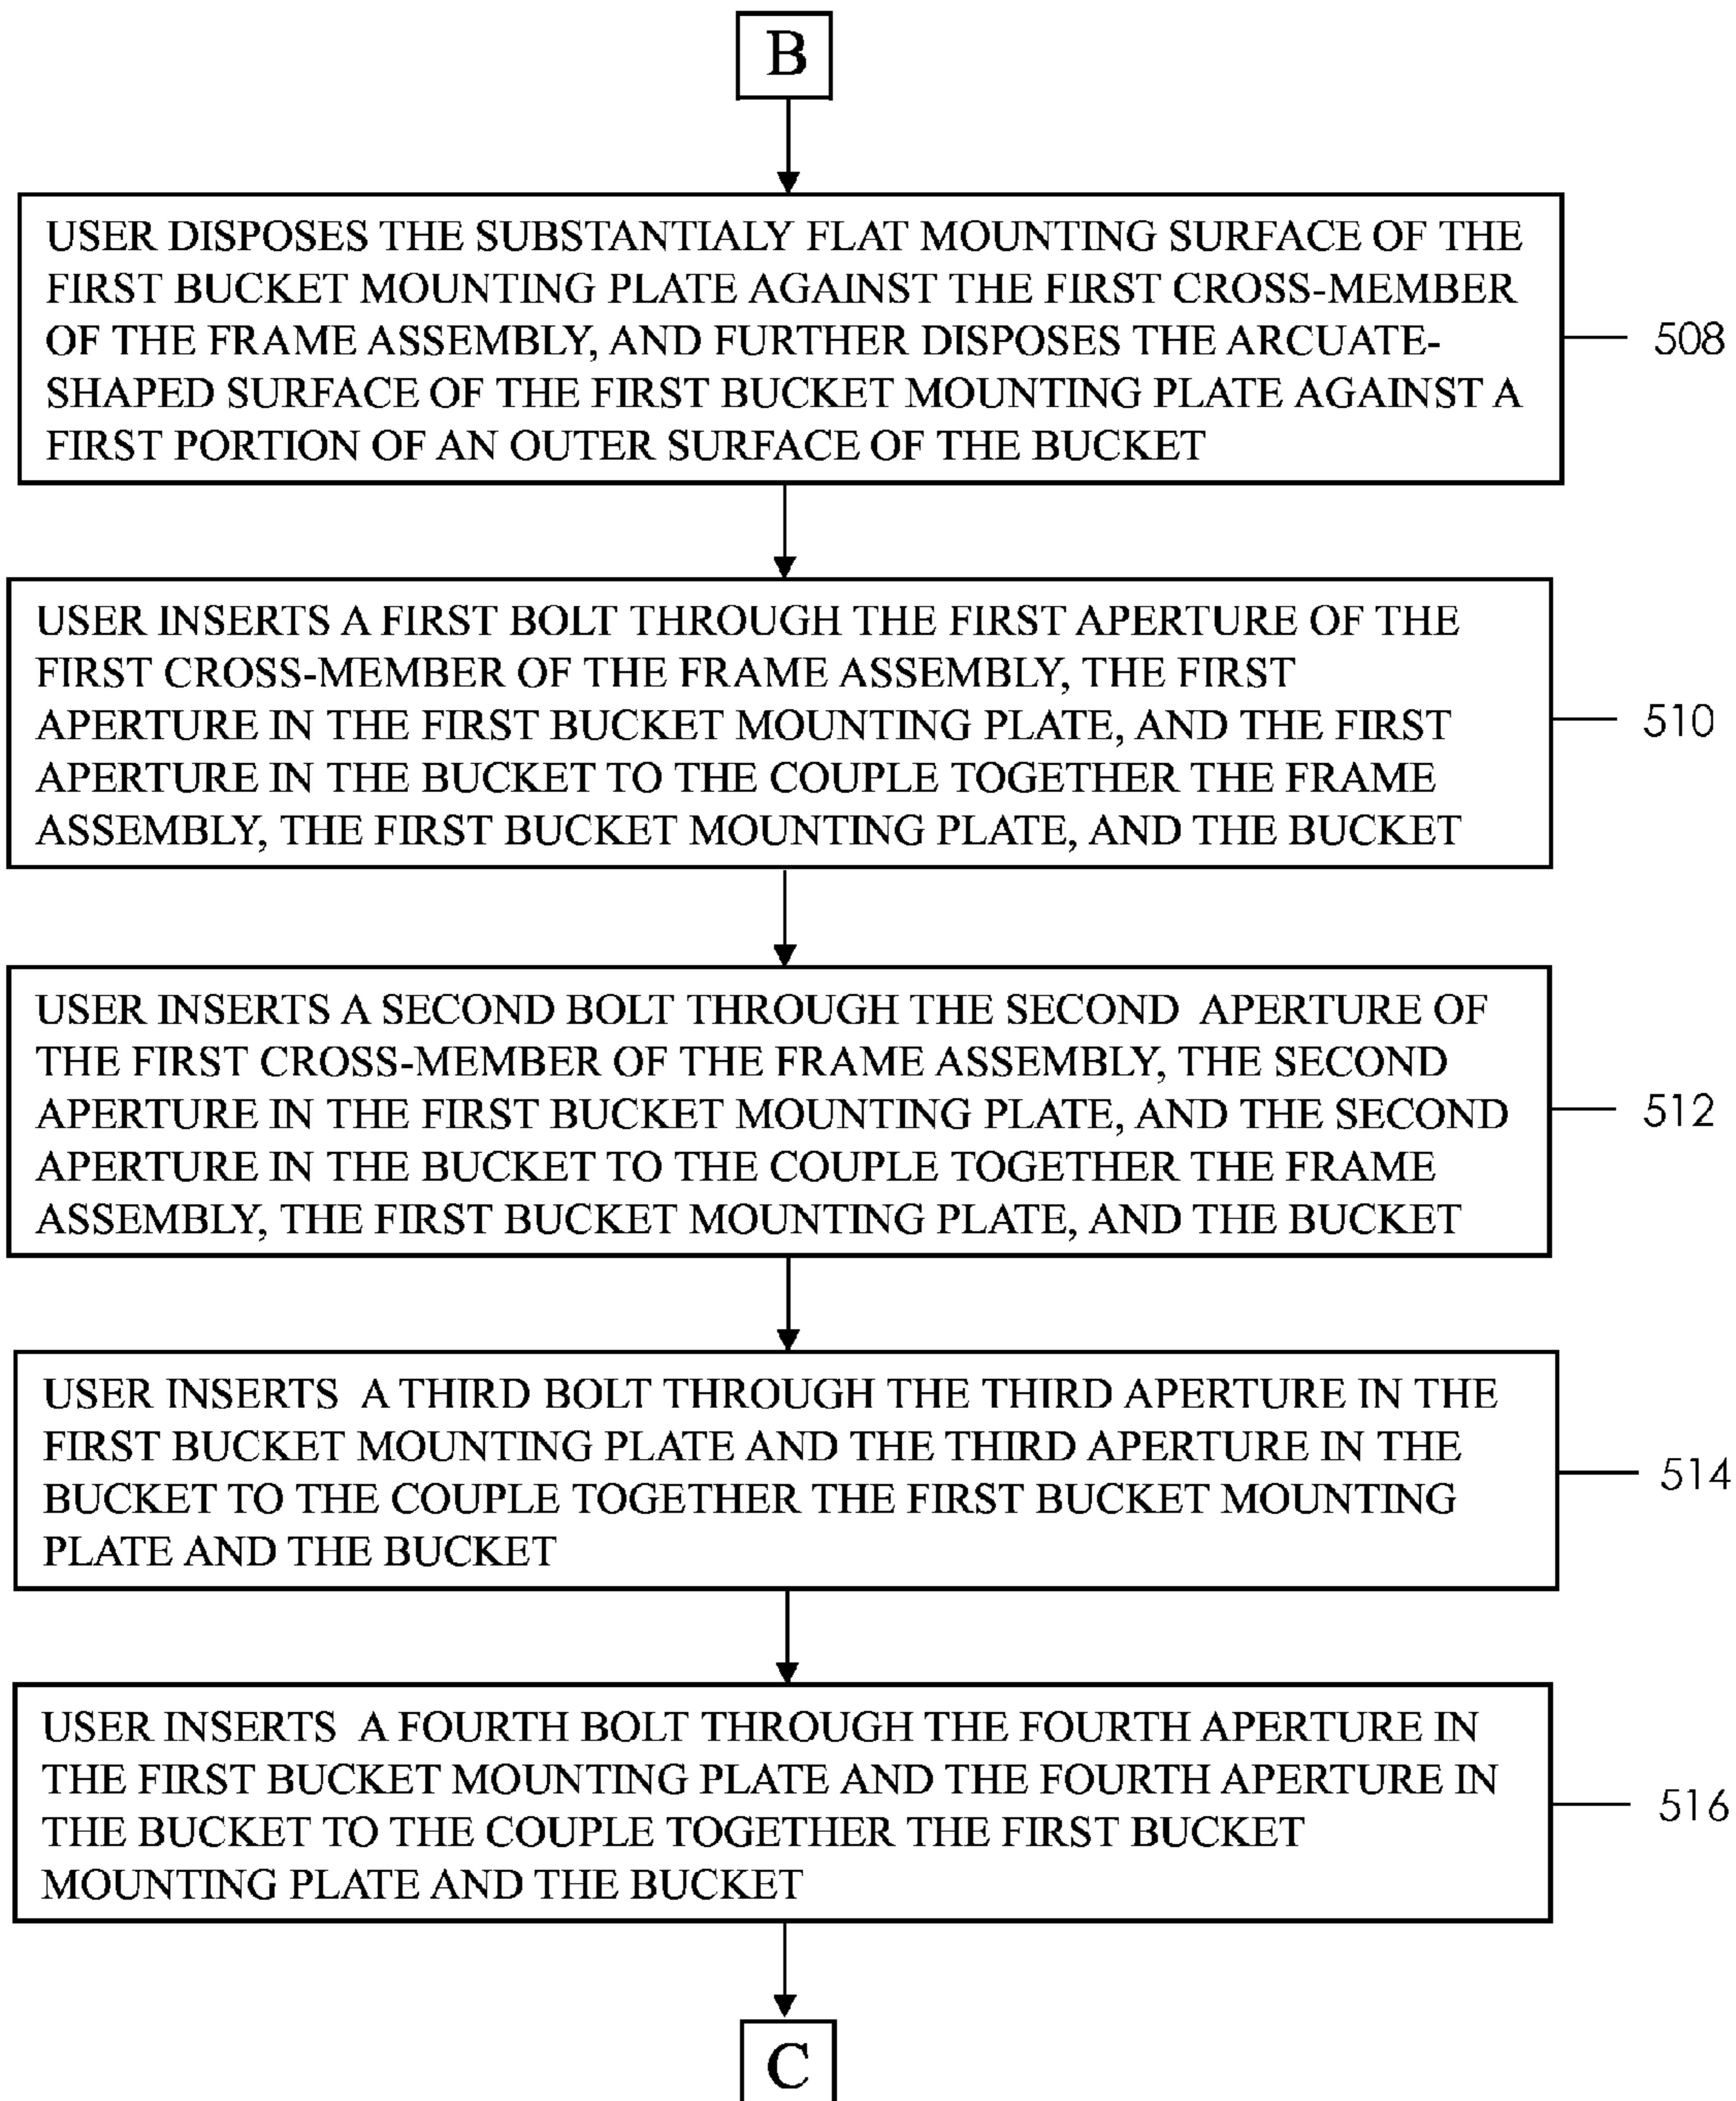 B
USER DISPOSES THE SUBSTANTIALY FLAT MOUNTING SURFACE OF THE
FIRST BUCKET MOUNTING PLATE AGAINST THE FIRST CROSS-MEMBER
OF THE FRAME ASSEMBLY, AND FURTHER DISPOSES THE ARCUATE-
SHAPED SURFACE OF THE FIRST BUCKET MOUNTING PLATE AGAINST A
FIRST PORTION OF AN OUTER SURFACE OF THE BUCKET
508
USER INSERTS A FIRST BOLT THROUGH THE FIRST APERTURE OF THE
FIRST CROSS-MEMBER OF THE FRAME ASSEMBLY, THE FIRST
APERTURE IN THE FIRST BUCKET MOUNTING PLATE, AND THE FIRST
APERTURE IN THE BUCKET TO THE COUPLE TOGETHER THE FRAME
ASSEMBLY, THE FIRST BUCKET MOUNTING PLATE, AND THE BUCKET
510
USER INSERTS A SECOND BOLT THROUGH THE SECOND APERTURE OF
THE FIRST CROSS-MEMBER OF THE FRAME ASSEMBLY, THE SECOND
APERTURE IN THE FIRST BUCKET MOUNTING PLATE, AND THE SECOND
APERTURE IN THE BUCKET TO THE COUPLE TOGETHER THE FRAME
ASSEMBLY, THE FIRST BUCKET MOUNTING PLATE, AND THE BUCKET
512
USER INSERTS A THIRD BOLT THROUGH THE THIRD APERTURE IN THE
FIRST BUCKET MOUNTING PLATE AND THE THIRD APERTURE IN THE
BUCKET TO THE COUPLE TOGETHER THE FIRST BUCKET MOUNTING
PLATE AND THE BUCKET
514
USER INSERTS A FOURTH BOLT THROUGH THE FOURTH APERTURE IN
THE FIRST BUCKET MOUNTING PLATE AND THE FOURTH APERTURE IN
THE BUCKET TO THE COUPLE TOGETHER THE FIRST BUCKET
MOUNTING PLATE AND THE BUCKET
516
C